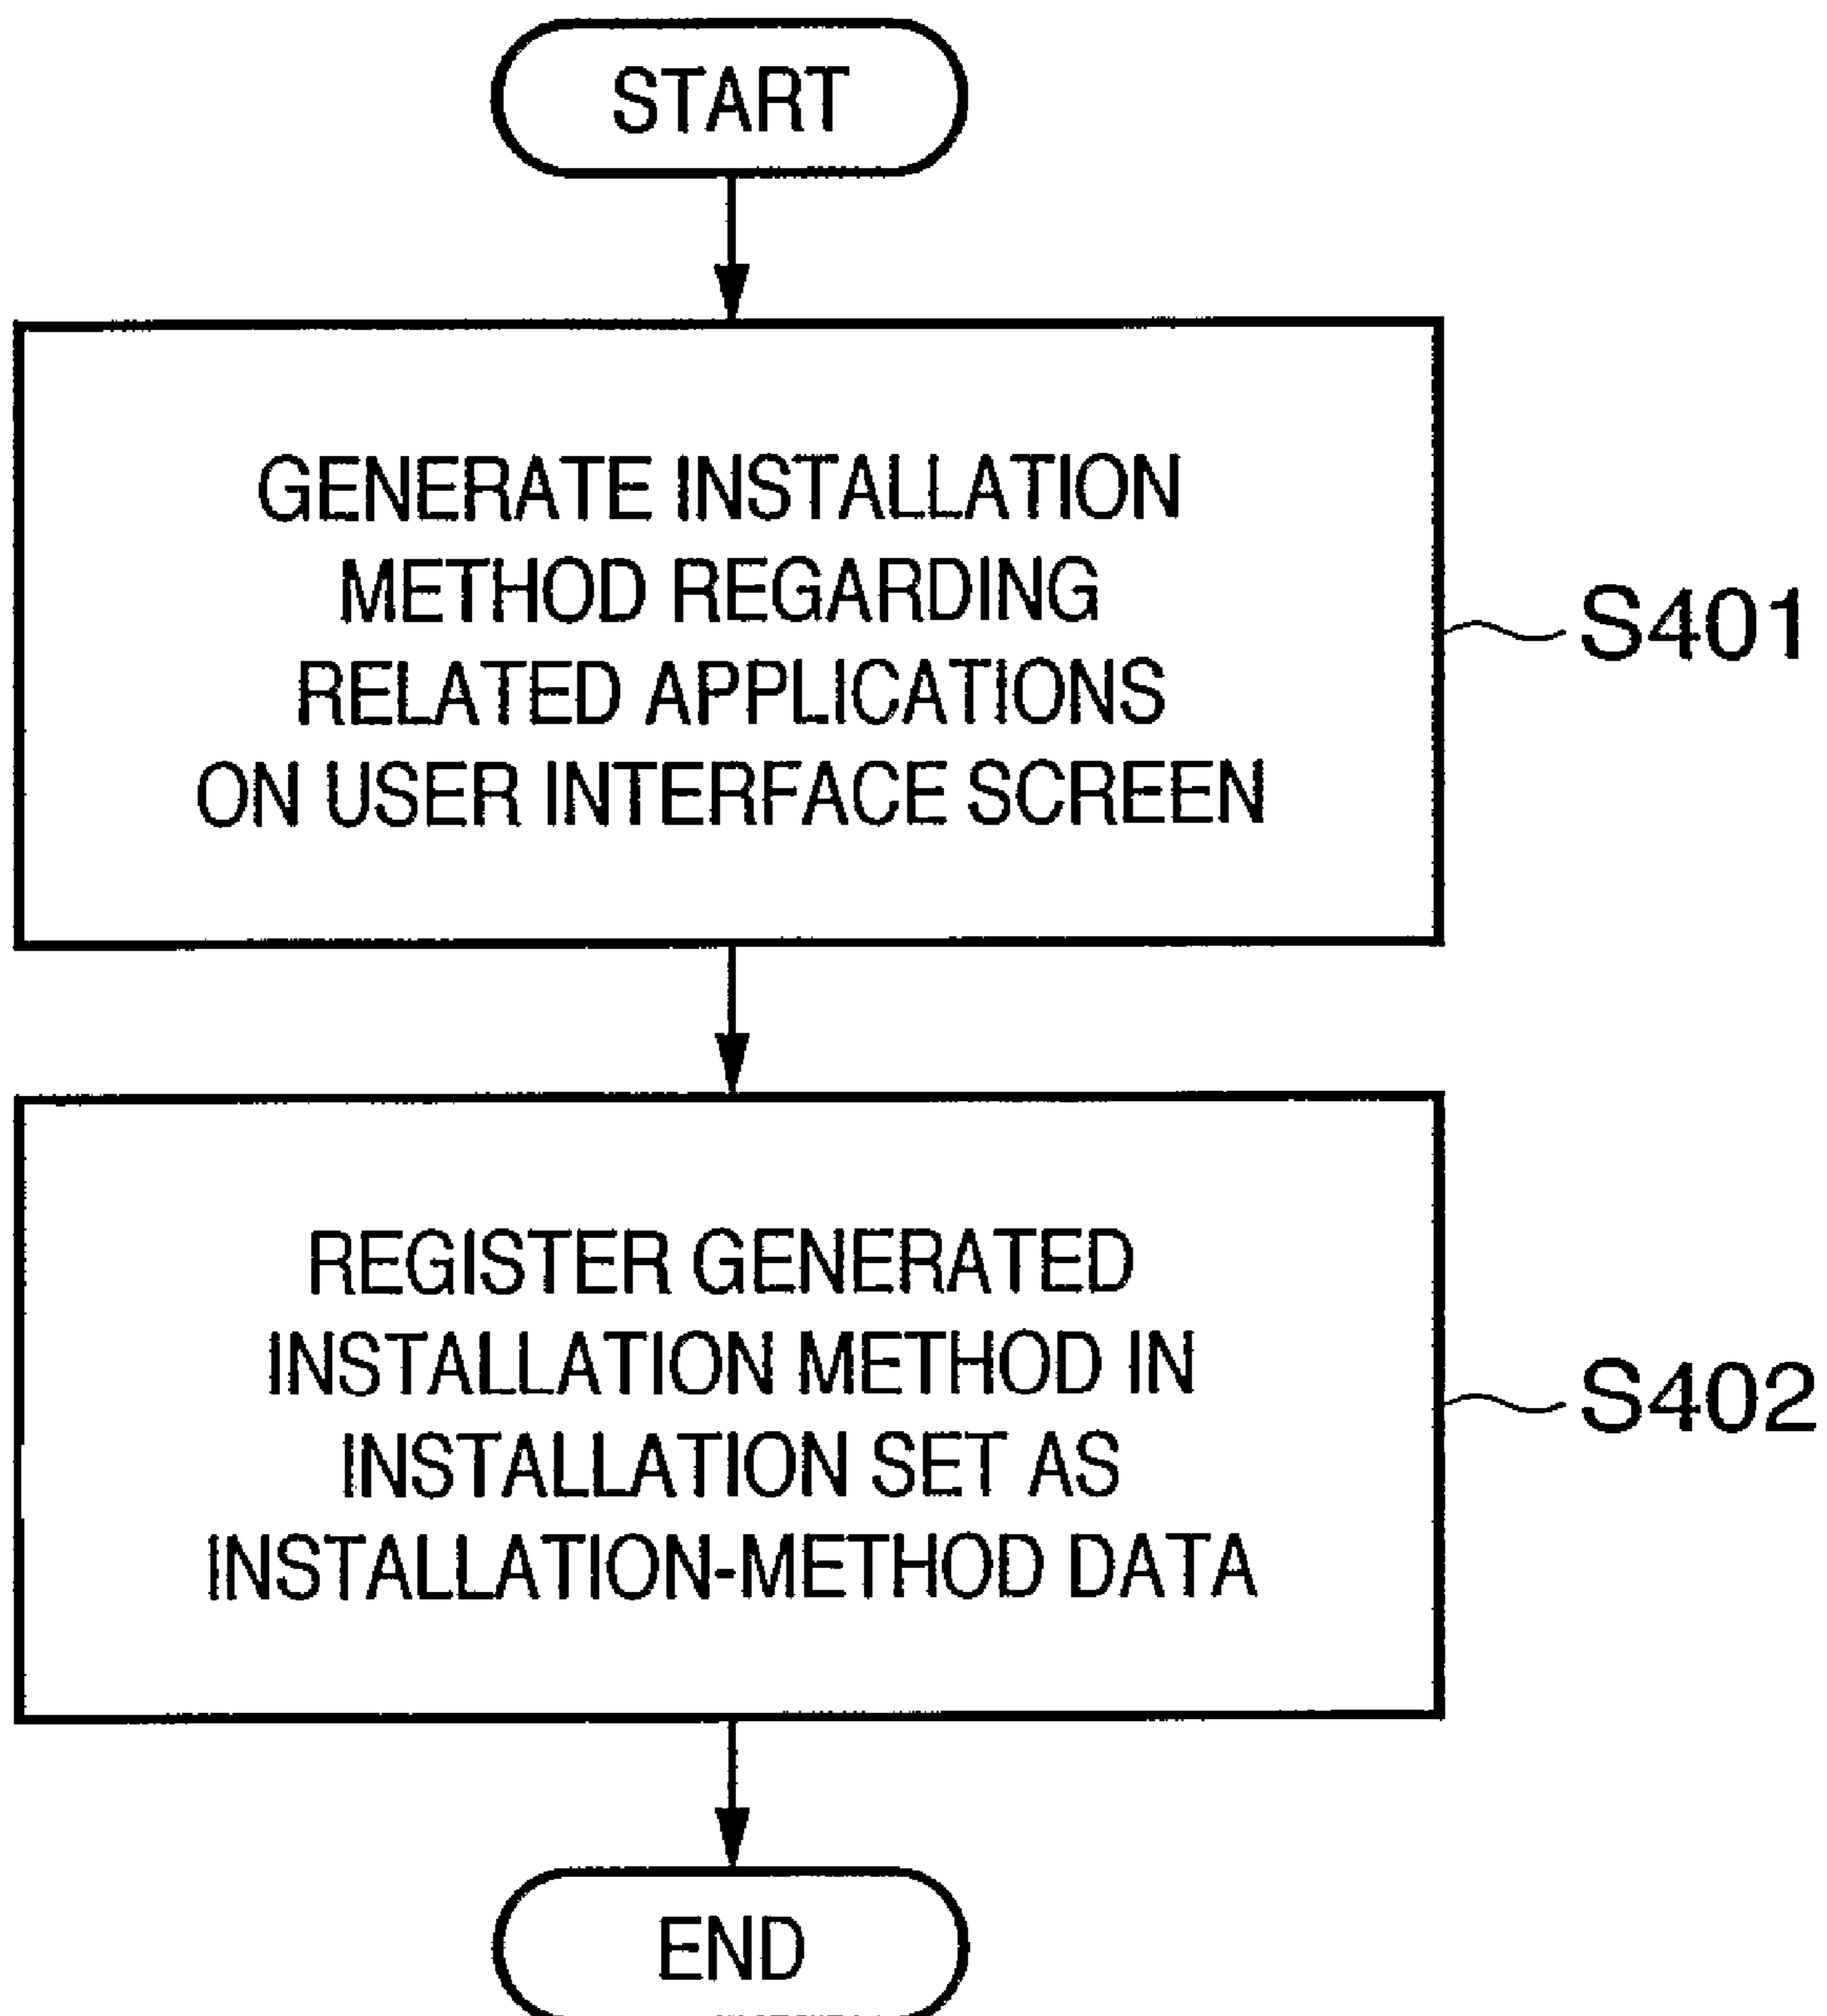 START
GENERATE INSTALLATION
METHOD REGARDING
RELATED APPLICATIONS
ON USER INTERFACE SCREEN
S401
REGISTER GENERATED
INSTALLATION METHOD IN
INSTALLATION SET AS
INSTALLATION-METHOD DATA
S402
END